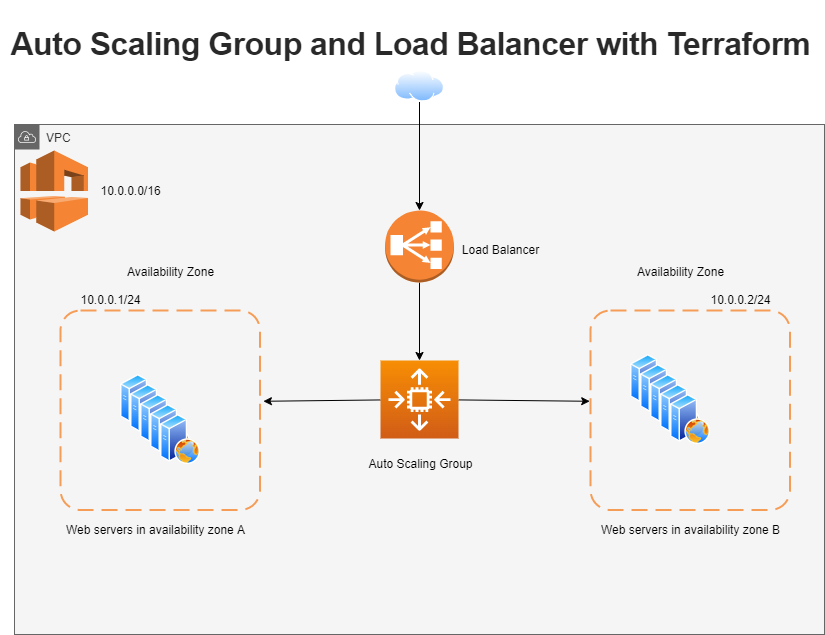 Auto Scaling Group and Load Balancer with Terraform
VPC
10.0.0.0/16
Load Balancer
Availability Zone
Availability Zone
10.0.0.1/24
10.0.0.2/24
Auto Scaling Group
Web servers in availability zone A
Web servers in availability zone B